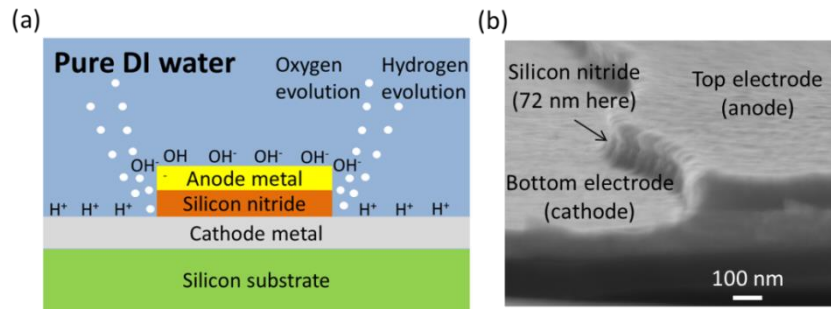 (a)
Pure DI water
Oxygen
evolution
Hydrogen
evolution
OH- OH OH- OH- OH- OH-
-
Anode metal
Silicon nitride
H+ H+ H+ H+ H+ H+
Cathode metal
Silicon substrate
(b)
Silicon nitride
(72 nm here)
Top electrode
(anode)
Bottom electrode
(cathode)
100 nm